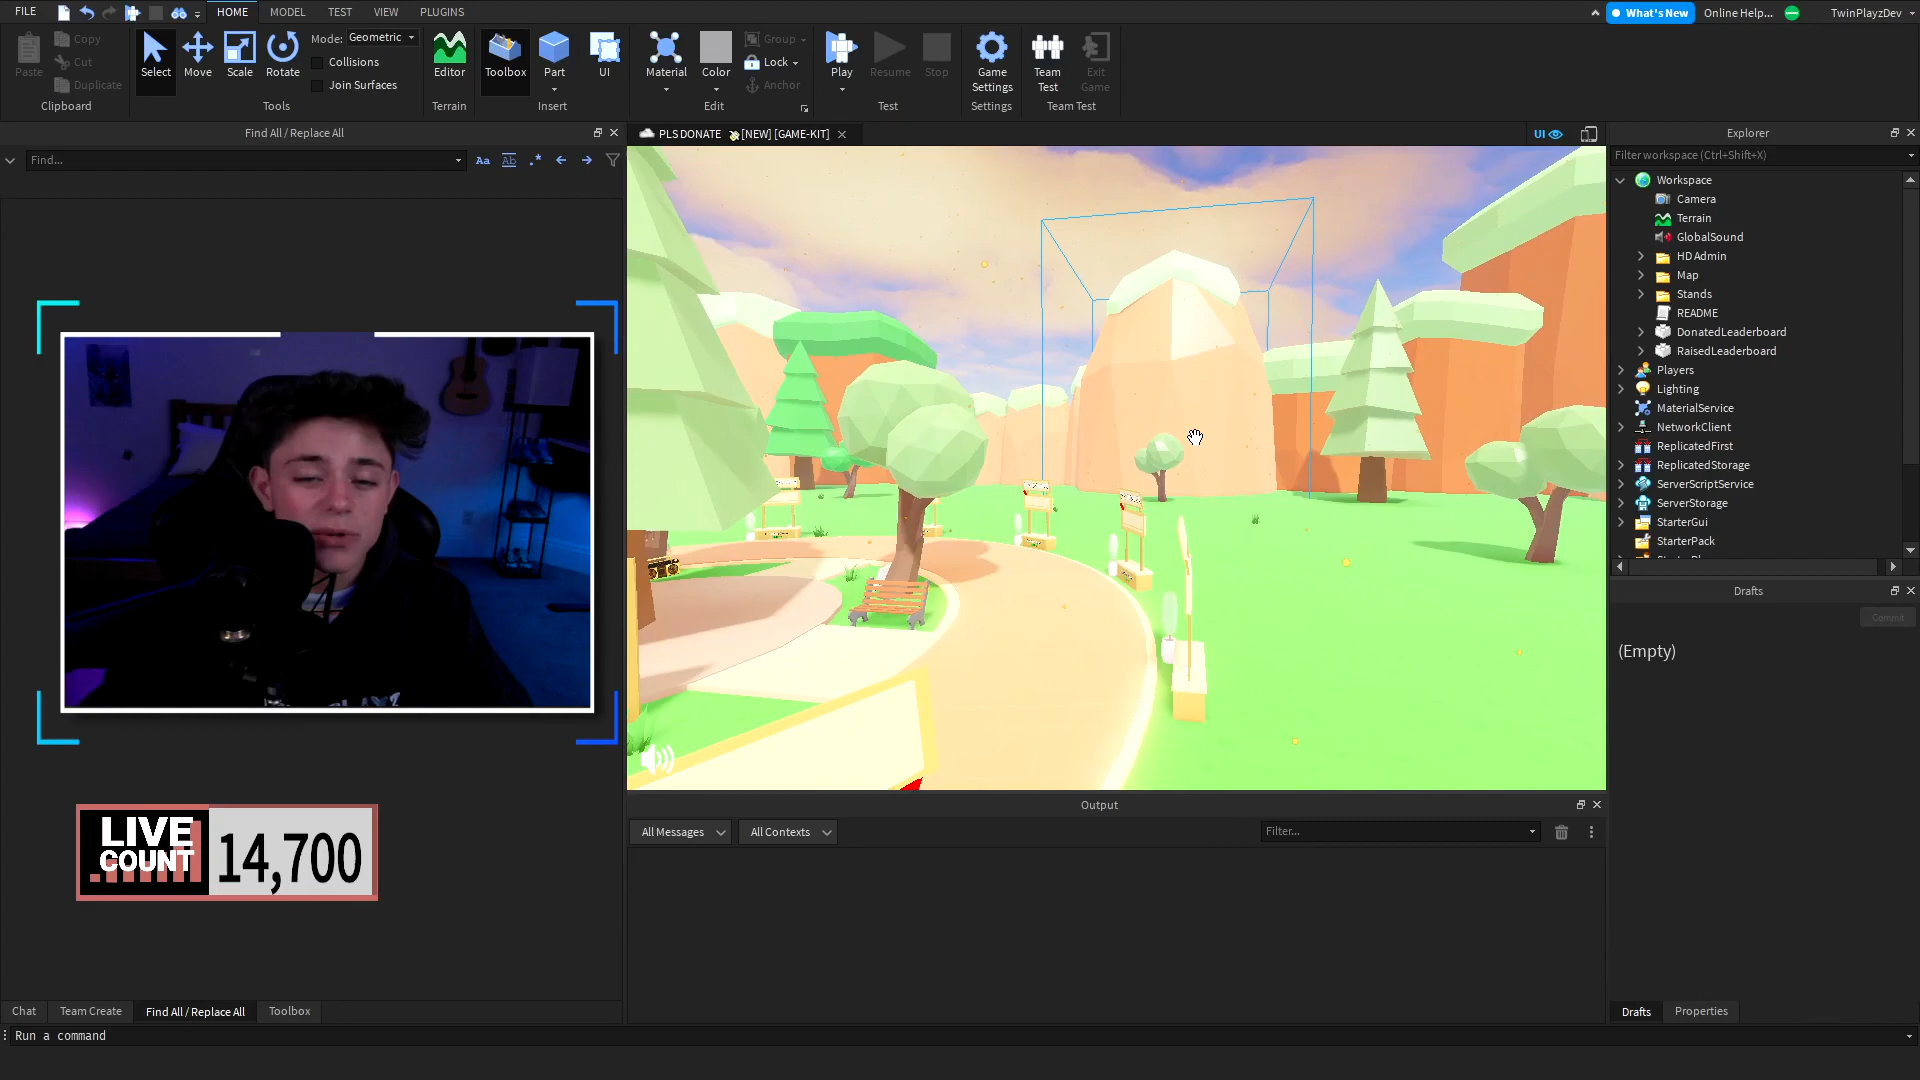 FILE HOME MODEL TEST VIEW PLUGINS What's New Online Help... TwinPlayzDev
Paste Copy Cut Duplicate Clipboard
Select Move Scale Rotate Mode: Geometric Collisions Join Surfaces Tools
Editor Terrain
Toolbox Part UI Insert
Material Color Group Lock Anchor Edit
Play Resume Stop Test
Game Settings Settings
Team Test Exit Game Team Test
Find All / Replace All
Find... Aa Ab .*
PLS DONATE [NEW] [GAME-KIT] UI
Explorer
Filter workspace (Ctrl+Shift+X)
Workspace
Camera
Terrain
GlobalSound
HD Admin
Map
Stands
README
DonatedLeaderboard
RaisedLeaderboard
Players
Lighting
MaterialService
NetworkClient
ReplicatedFirst
ReplicatedStorage
ServerScriptService
ServerStorage
StarterGui
StarterPack
Drafts
Commit
(Empty)
LIVE
COUNT 14,700
Output
All Messages All Contexts Filter...
Chat Team Create Find All / Replace All Toolbox
Drafts Properties
Run a command